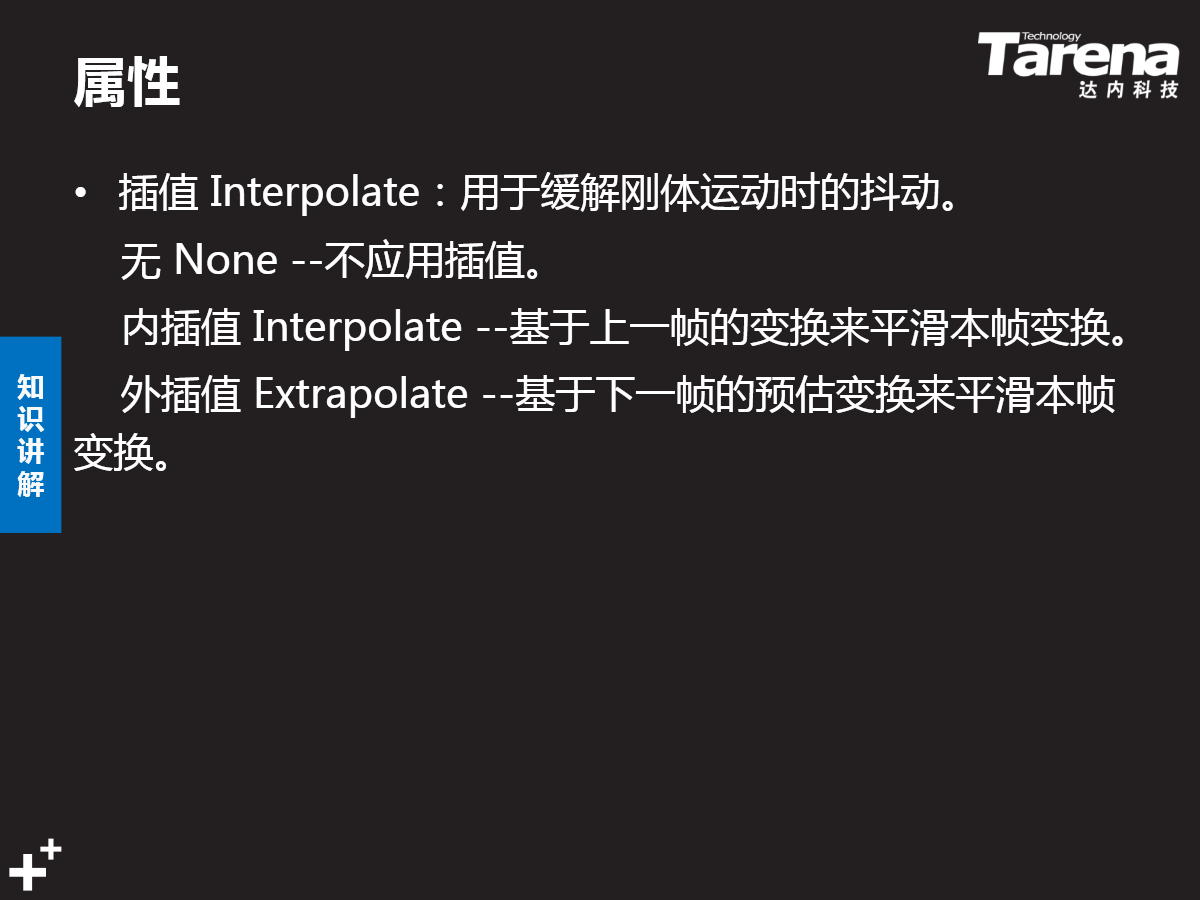 属性
Technology
Tarena
达内科技
• 插值 Interpolate：用于缓解刚体运动时的抖动。
无 None --不应用插值。
内插值 Interpolate --基于上一帧的变换来平滑本帧变换。
外插值 Extrapolate --基于下一帧的预估变换来平滑本帧
变换。
知
识
讲
解